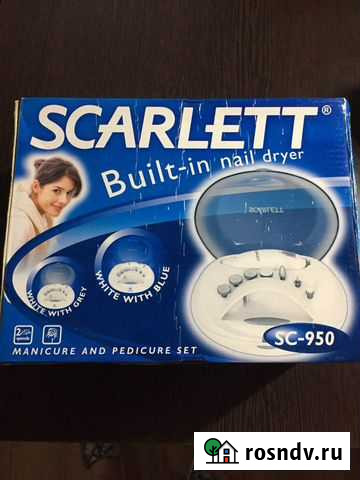 SCARLETT®
Built-in nail dryer
SCARLETT
WHITE WITH GREY
WHITE WITH BLUE
2
SC-950
MANICURE AND PEDICURE SET
rosndv.ru